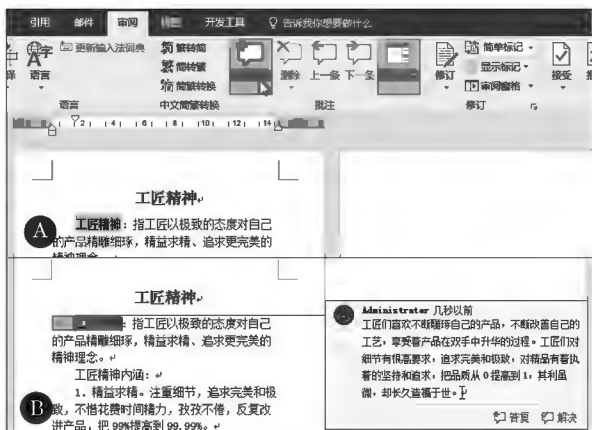 引用 邮件 审阅 开发工具 告诉我你想要做什么
更新输入法词典
语言
繁转简
简转繁
简繁转换
删除 上一条 下一条
修订
简单标记
显示标记
审阅窗格
接受
语言 中文简繁转换 批注 修订
2 4 6 8 10 12 14
工匠精神
A
工匠精神：指工匠以极致的态度对自己
的产品精雕细琢，精益求精、追求更完美的
精神理念。
工匠精神
：指工匠以极致的态度对自己
的产品精雕细琢，精益求精、追求更完美的
精神理念。
工匠精神内涵：
B
1. 精益求精。注重细节，追求完美和极
致，不惜花费时间精力，孜孜不倦，反复改
进产品，把 99%提高到 99.99%。
Administrator 几秒以前
工匠们喜欢不断雕琢自己的产品，不断改善自己的
工艺，享受着产品在双手中升华的过程。工匠们对
细节有很高要求，追求完美和极致，对精品有着执
着的坚持和追求，把品质从 0 提高到 1，其利虽
微，却长久造福于世。
答复 解决